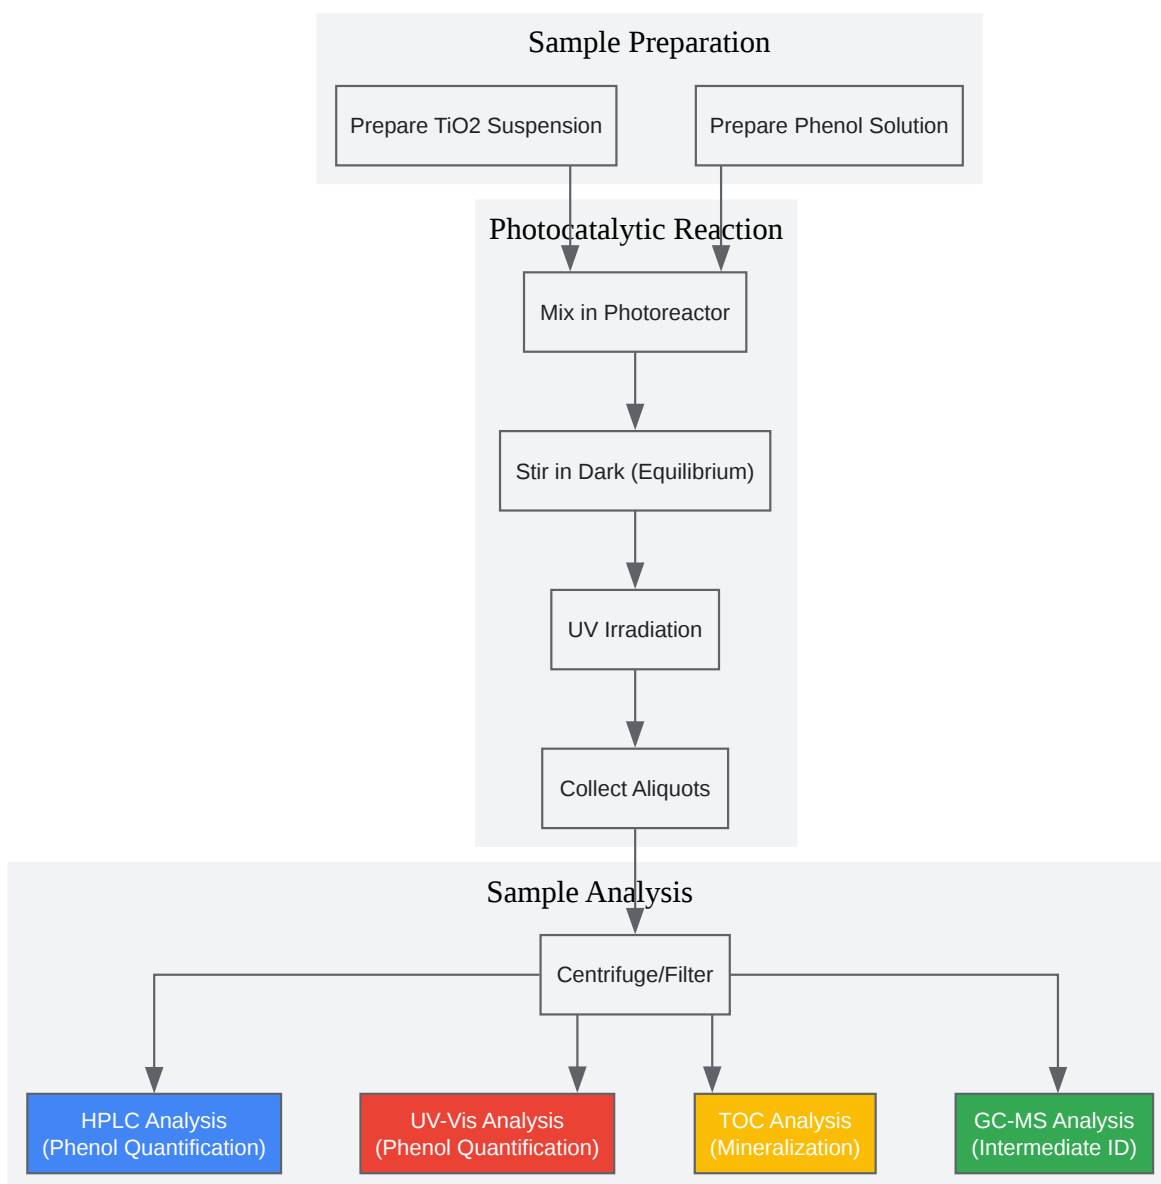 Sample Preparation
Prepare TiO2 Suspension
Prepare Phenol Solution
Photocatalytic Reaction
Mix in Photoreactor
Stir in Dark (Equilibrium)
UV Irradiation
Collect Aliquots
Sample Analysis
Centrifuge/Filter
HPLC Analysis
(Phenol Quantification)
UV-Vis Analysis
(Phenol Quantification)
TOC Analysis
(Mineralization)
GC-MS Analysis
(Intermediate ID)